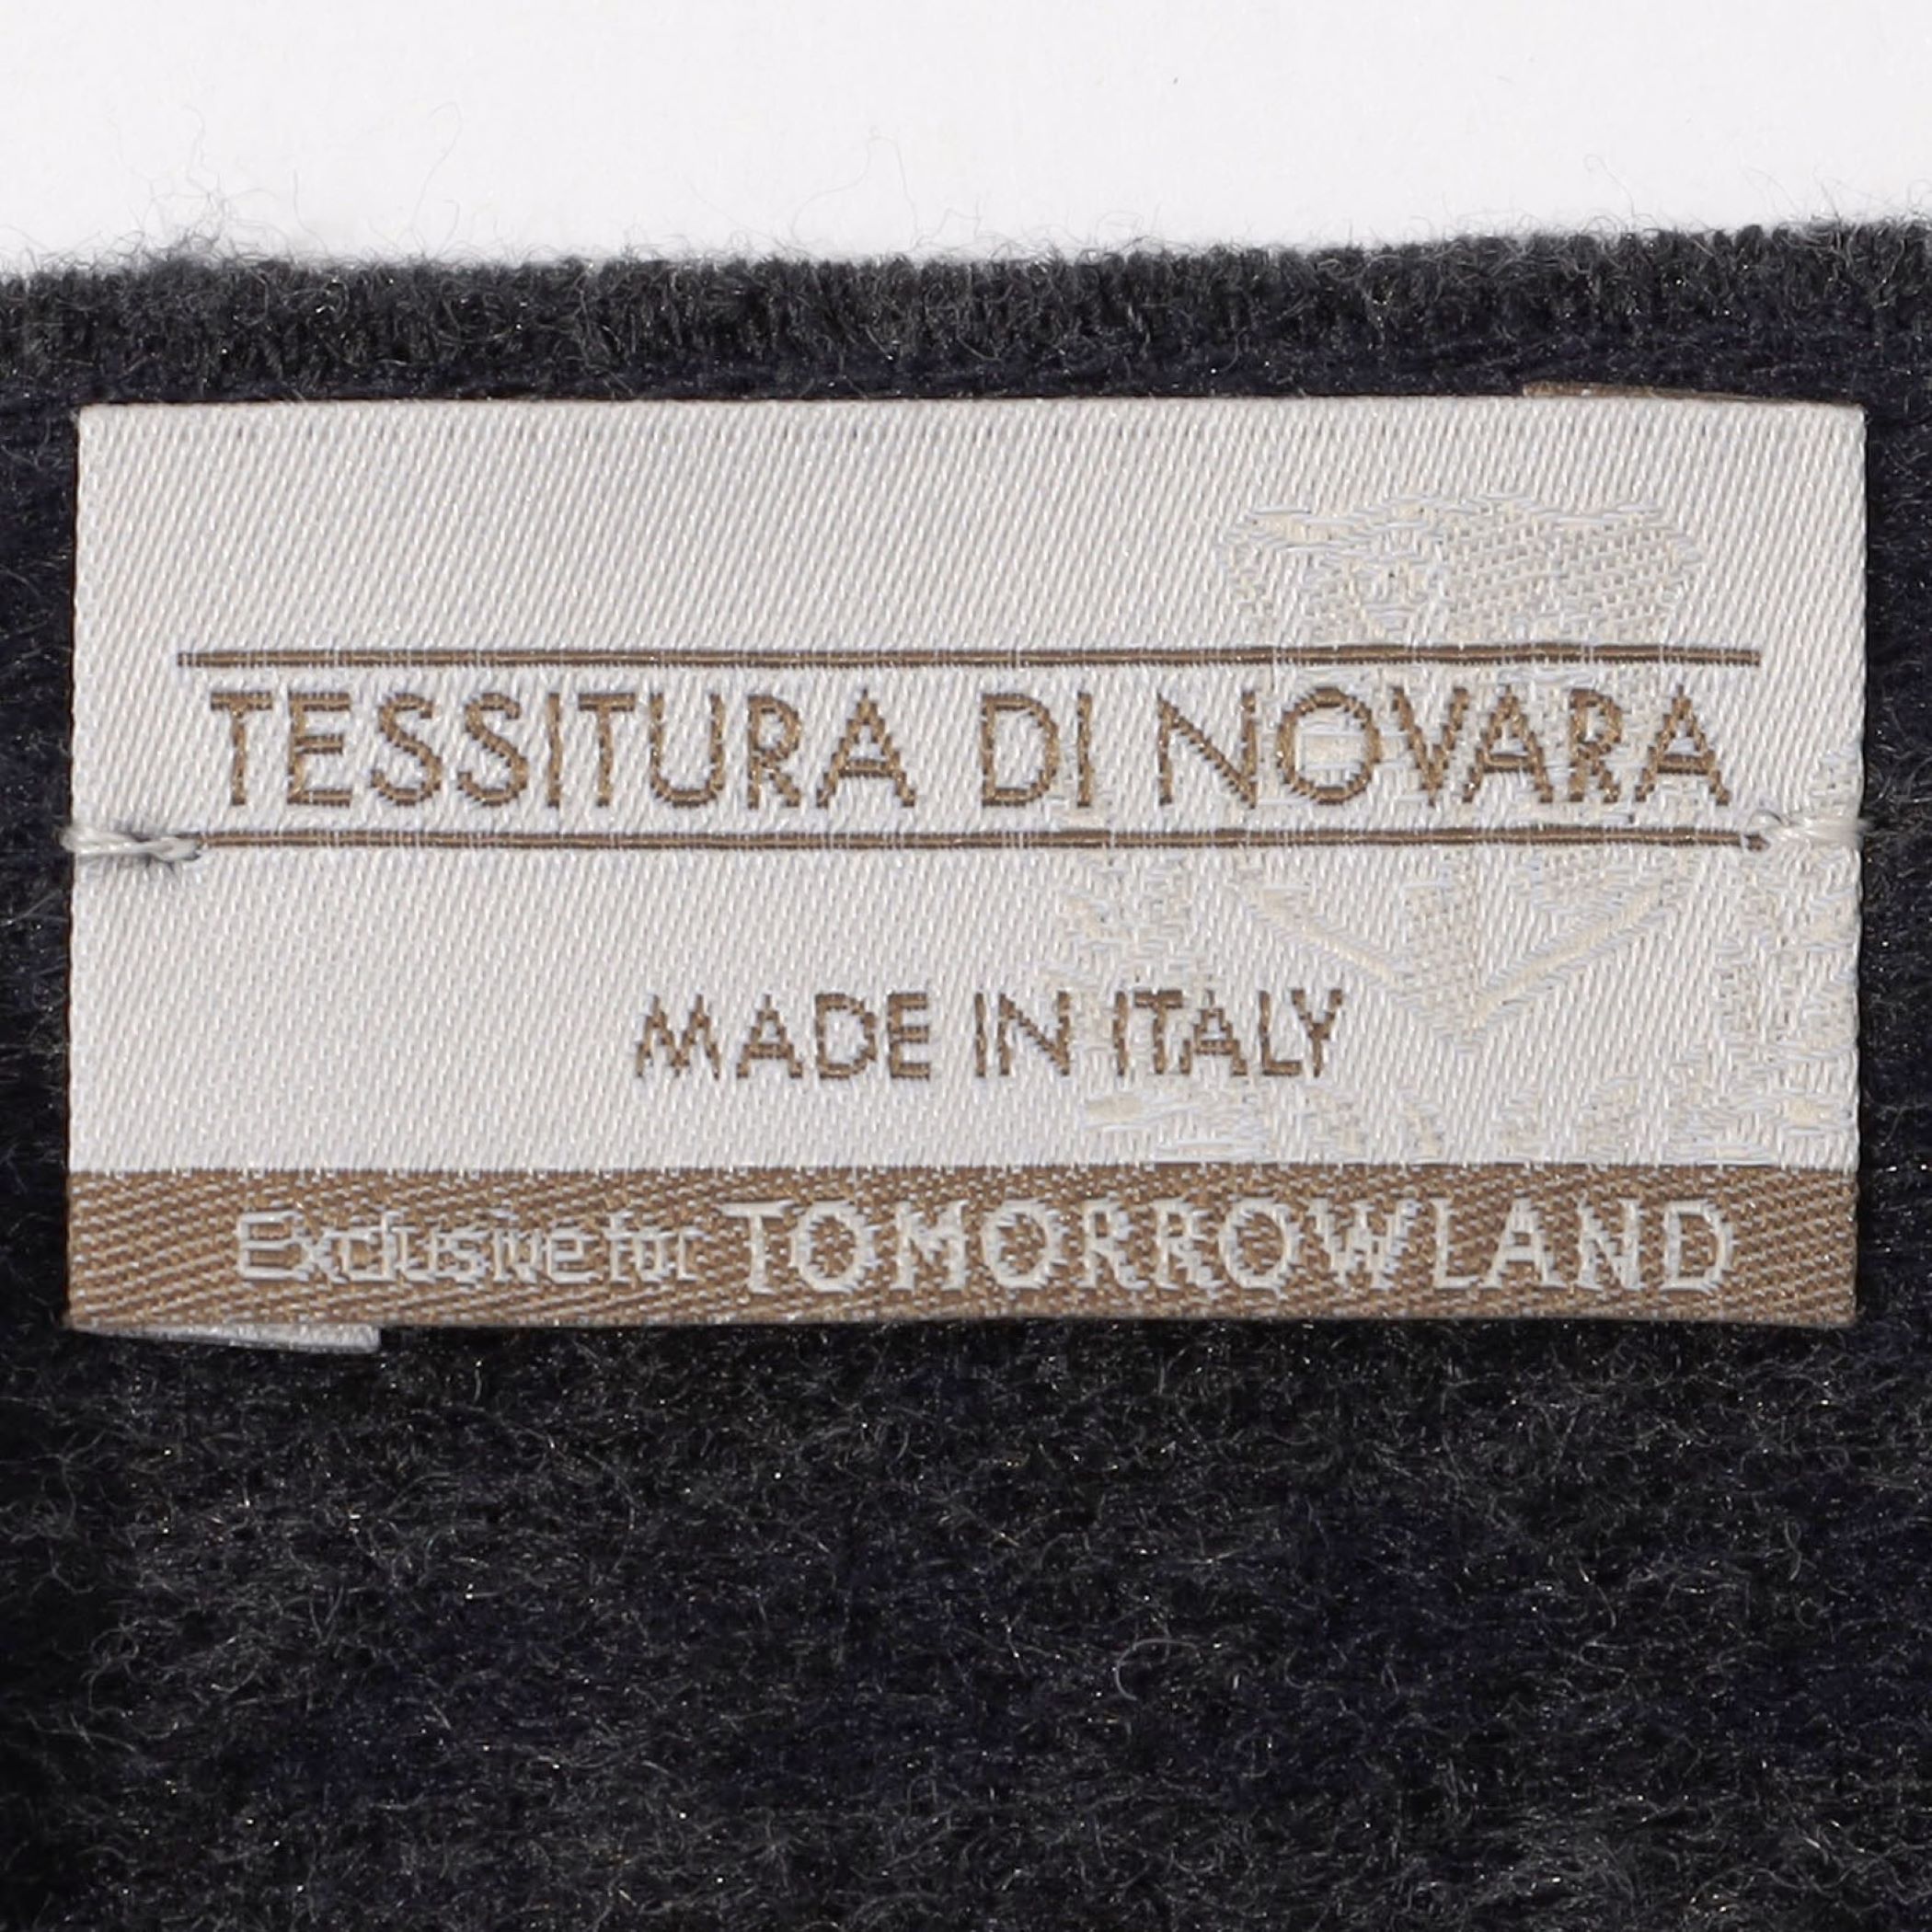 TESSITURA DI NOVARA
MADE IN ITALY
Exclusive for TOMORROWLAND